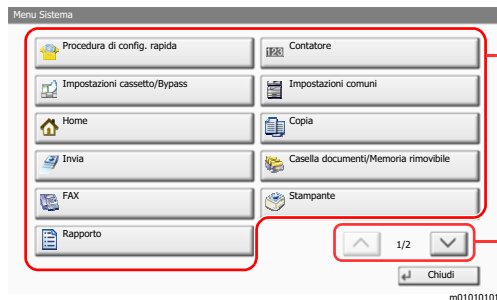 Menu Sistema
Procedura di config. rapida
Contatore
Impostazioni cassetto/Bypass
Impostazioni comuni
Home
Copia
Invia
Casella documenti/Memoria rimovibile
FAX
Stampante
Rapporto
1/2
Chiudi
m01010101